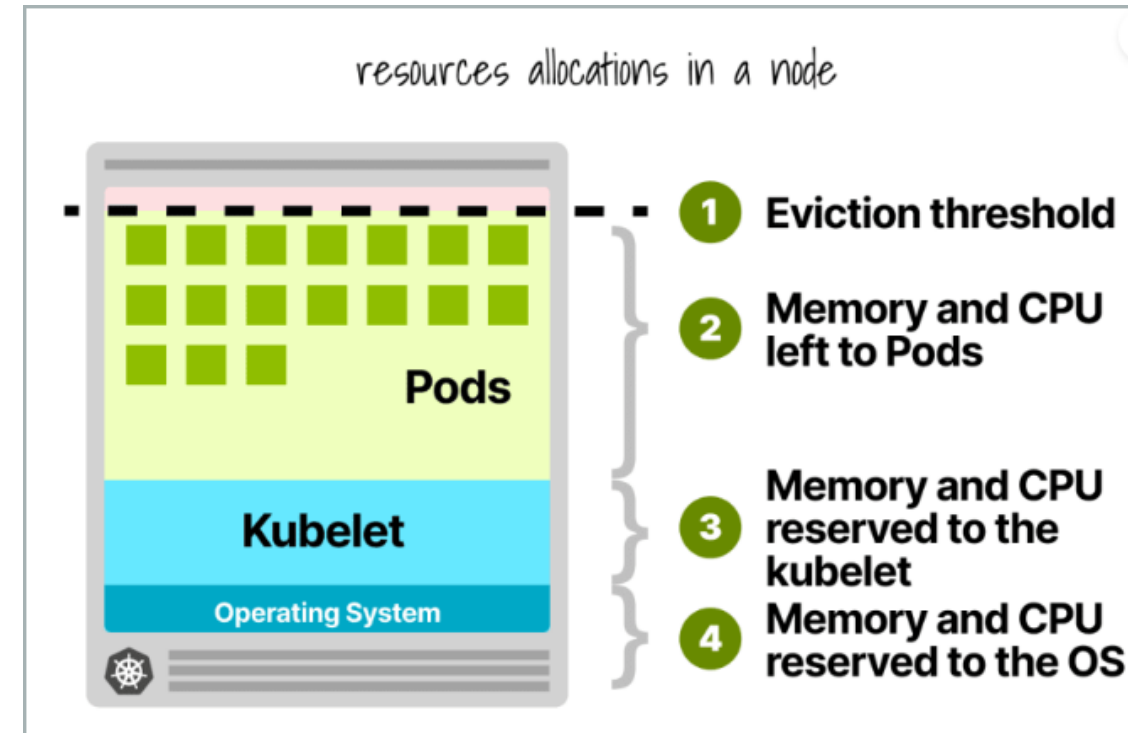 resources allocations in a node
1
Eviction threshold
2
Memory and CPU
left to Pods
Pods
3
Memory and CPU
reserved to the
kubelet
Kubelet
4
Memory and CPU
reserved to the OS
Operating System